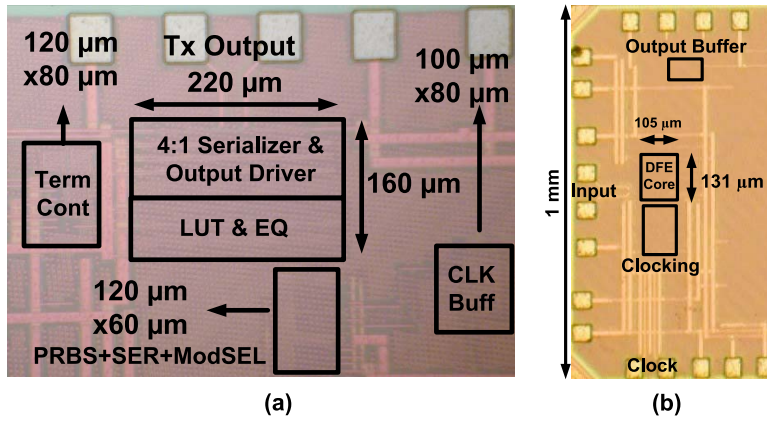 120 µm
x80 µm
Tx Output
220 µm
100 µm
x80 µm
4:1 Serializer &
Output Driver
160 µm
Term
Cont
LUT & EQ
120 µm
x60 µm
CLK
Buff
PRBS+SER+ModSEL
(a)
Output Buffer
105 µm
1 mm
DFE
Core
131 µm
Input
Clocking
Clock
(b)